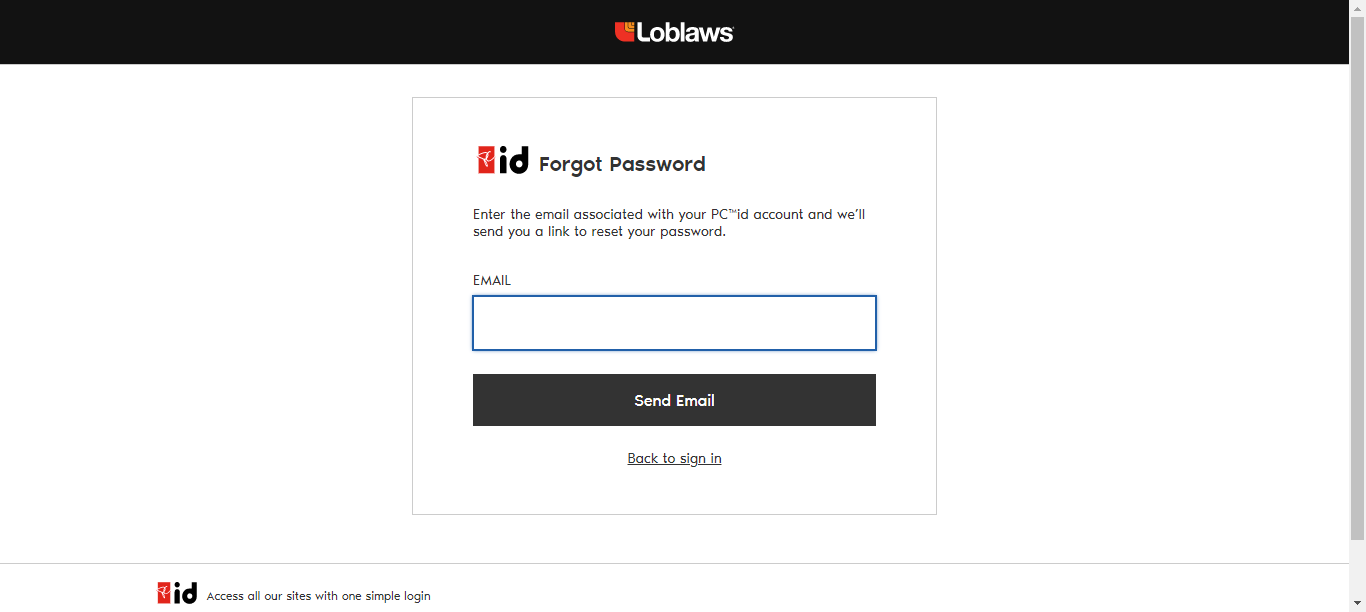 Loblaws
id Forgot Password
Enter the email associated with your PC™id account and we'll
send you a link to reset your password.
EMAIL
Send Email
Back to sign in
id Access all our sites with one simple login